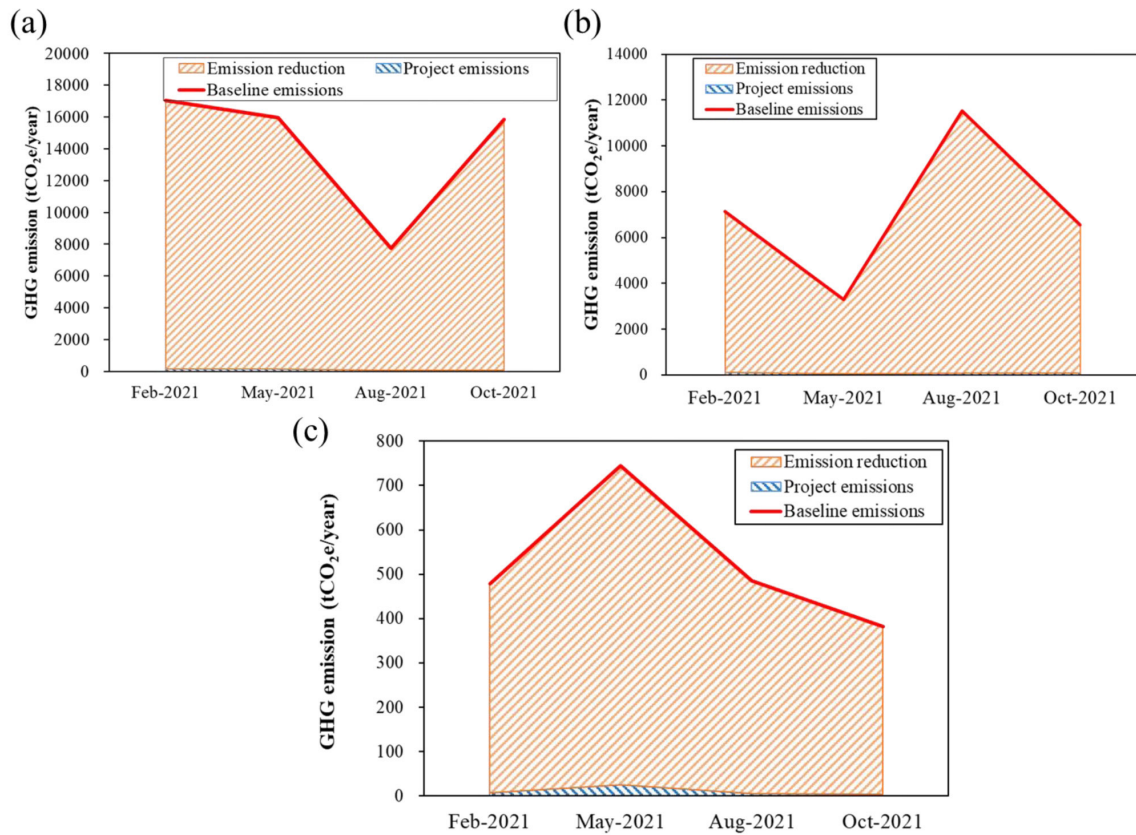 (a)
20000
18000
16000
14000
12000
10000
8000
6000
4000
2000
0
GHG emission (tCO₂e/year)
Emission reduction
Project emissions
Baseline emissions
Feb-2021 May-2021 Aug-2021 Oct-2021
(b)
14000
12000
10000
8000
6000
4000
2000
0
GHG emission (tCO₂e/year)
Emission reduction
Project emissions
Baseline emissions
Feb-2021 May-2021 Aug-2021 Oct-2021
(c)
800
700
600
500
400
300
200
100
0
GHG emission (tCO₂e/year)
Emission reduction
Project emissions
Baseline emissions
Feb-2021 May-2021 Aug-2021 Oct-2021